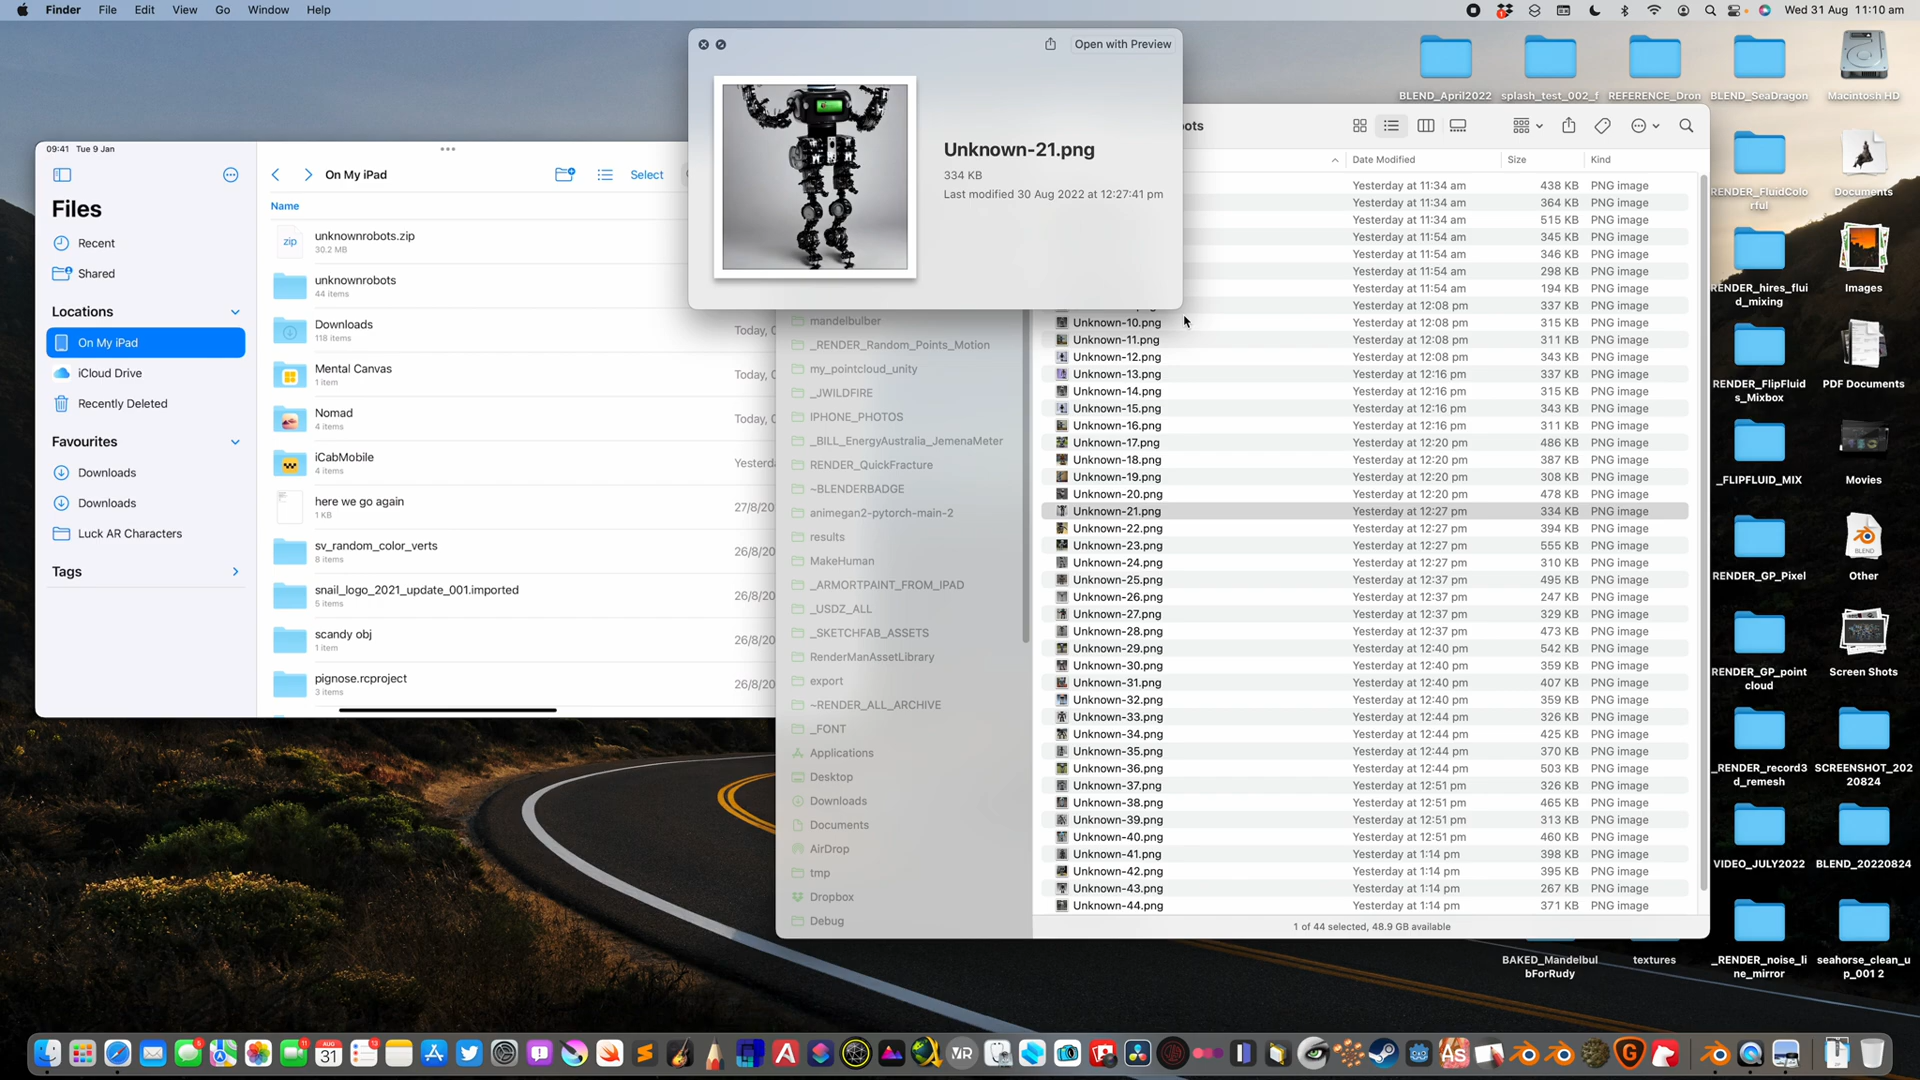 Finder File Edit View Go Window Help
Wed 31 Aug 11:10 am
09:41 Tue 9 Jan
Files
Recent
Shared
Locations
On My iPad
iCloud Drive
Recently Deleted
Favourites
Downloads
Downloads
Luck AR Characters
Tags
On My iPad
Select
Name
zip
unknownrobots.zip
30.2 MB
unknownrobots
44 items
Downloads
118 items
Today,
Mental Canvas
1 item
Today,
Nomad
4 items
Today,
iCabMobile
4 items
Yesterd
here we go again
1 KB
27/8/20
sv_random_color_verts
8 items
26/8/20
snail_logo_2021_update_001.imported
5 items
26/8/20
scandy obj
1 item
26/8/20
pignose.rcproject
3 items
26/8/20
Open with Preview
Unknown-21.png
334 KB
Last modified 30 Aug 2022 at 12:27:41 pm
ots
Date Modified Size Kind
Yesterday at 11:34 am 438 KB PNG image
Yesterday at 11:34 am 364 KB PNG image
Yesterday at 11:34 am 515 KB PNG image
Yesterday at 11:54 am 345 KB PNG image
Yesterday at 11:54 am 346 KB PNG image
Yesterday at 11:54 am 298 KB PNG image
Yesterday at 11:54 am 194 KB PNG image
Yesterday at 12:08 pm 337 KB PNG image
Unknown-10.png Yesterday at 12:08 pm 315 KB PNG image
Unknown-11.png Yesterday at 12:08 pm 311 KB PNG image
Unknown-12.png Yesterday at 12:08 pm 343 KB PNG image
Unknown-13.png Yesterday at 12:16 pm 337 KB PNG image
Unknown-14.png Yesterday at 12:16 pm 315 KB PNG image
Unknown-15.png Yesterday at 12:16 pm 343 KB PNG image
Unknown-16.png Yesterday at 12:16 pm 311 KB PNG image
Unknown-17.png Yesterday at 12:20 pm 486 KB PNG image
Unknown-18.png Yesterday at 12:20 pm 387 KB PNG image
Unknown-19.png Yesterday at 12:20 pm 308 KB PNG image
Unknown-20.png Yesterday at 12:20 pm 478 KB PNG image
Unknown-21.png Yesterday at 12:27 pm 334 KB PNG image
Unknown-22.png Yesterday at 12:27 pm 394 KB PNG image
Unknown-23.png Yesterday at 12:27 pm 555 KB PNG image
Unknown-24.png Yesterday at 12:27 pm 310 KB PNG image
Unknown-25.png Yesterday at 12:37 pm 495 KB PNG image
Unknown-26.png Yesterday at 12:37 pm 247 KB PNG image
Unknown-27.png Yesterday at 12:37 pm 329 KB PNG image
Unknown-28.png Yesterday at 12:37 pm 473 KB PNG image
Unknown-29.png Yesterday at 12:40 pm 542 KB PNG image
Unknown-30.png Yesterday at 12:40 pm 359 KB PNG image
Unknown-31.png Yesterday at 12:40 pm 407 KB PNG image
Unknown-32.png Yesterday at 12:40 pm 359 KB PNG image
Unknown-33.png Yesterday at 12:44 pm 326 KB PNG image
Unknown-34.png Yesterday at 12:44 pm 425 KB PNG image
Unknown-35.png Yesterday at 12:44 pm 370 KB PNG image
Unknown-36.png Yesterday at 12:44 pm 503 KB PNG image
Unknown-37.png Yesterday at 12:51 pm 326 KB PNG image
Unknown-38.png Yesterday at 12:51 pm 465 KB PNG image
Unknown-39.png Yesterday at 12:51 pm 313 KB PNG image
Unknown-40.png Yesterday at 12:51 pm 460 KB PNG image
Unknown-41.png Yesterday at 1:14 pm 398 KB PNG image
Unknown-42.png Yesterday at 1:14 pm 395 KB PNG image
Unknown-43.png Yesterday at 1:14 pm 267 KB PNG image
Unknown-44.png Yesterday at 1:14 pm 371 KB PNG image
1 of 44 selected, 48.9 GB available
mandelbulber
_RENDER_Random_Points_Motion
my_pointcloud_unity
_JWILDFIRE
IPHONE_PHOTOS
_BILL_EnergyAustralia_JemenaMeter
RENDER_QuickFracture
~BLENDERBADGE
animegan2-pytorch-main-2
results
MakeHuman
_ARMORTPAINT_FROM_IPAD
_USDZ_ALL
_SKETCHFAB_ASSETS
RenderManAssetLibrary
export
~RENDER_ALL_ARCHIVE
_FONT
Applications
Desktop
Downloads
Documents
AirDrop
tmp
Dropbox
Debug
BLEND_April2022
splash_test_002_f
REFERENCE_Dron
BLEND_SeaDragon
Macintosh HD
RENDER_FluidColo
rful
Documents
RENDER_hires_flui
d_mixing
Images
RENDER_FlipFluid
s_Mixbox
PDF Documents
_FLIPFLUID_MIX
Movies
RENDER_GP_Pixel
BLEND
Other
RENDER_GP_point
cloud
Screen Shots
_RENDER_record3
d_remesh
SCREENSHOT_202
20824
VIDEO_JULY2022
BLEND_20220824
BAKED_Mandelbul
bForRudy
textures
_RENDER_noise_li
ne_mirror
seahorse_clean_u
p_001 2
AUG
31
VR
As